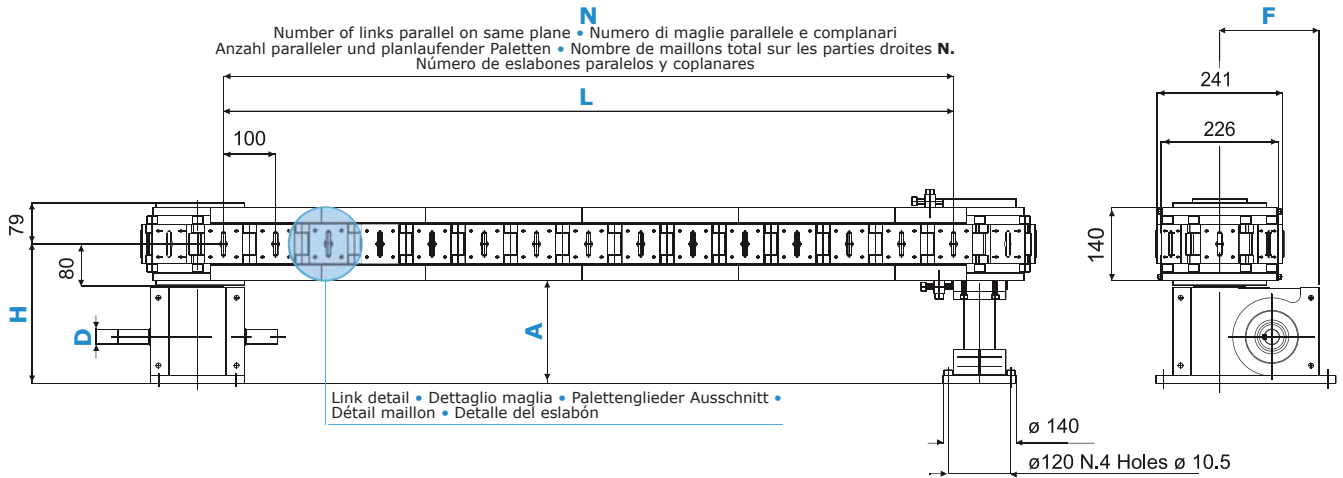 N
Number of links parallel on same plane • Numero di maglie parallele e complanari
Anzahl paralleler und planlaufender Paletten • Nombre de maillons total sur les parties droites N.
Número de eslabones paralelos y coplanares
L
100
79
80
H
D
A
Link detail • Dettaglio maglia • Palettenglieder Ausschnitt •
Détail maillon • Detalle del eslabón
ø 140
ø120 N.4 Holes ø 10.5
F
241
226
140